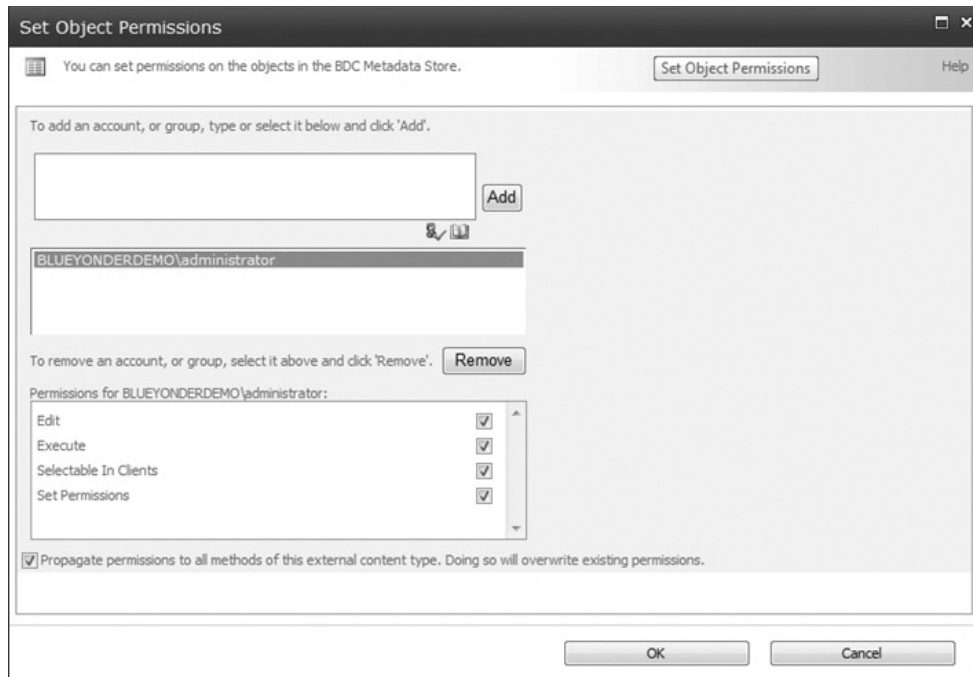 Set Object Permissions
You can set permissions on the objects in the BDC Metadata Store.
Set Object Permissions
Help
To add an account, or group, type or select it below and click 'Add'.
Add
BLUEYONDERDEMO\administrator
To remove an account, or group, select it above and click 'Remove'.
Remove
Permissions for BLUEYONDERDEMO\administrator:
Edit
Execute
Selectable In Clients
Set Permissions
Propagate permissions to all methods of this external content type. Doing so will overwrite existing permissions.
OK
Cancel